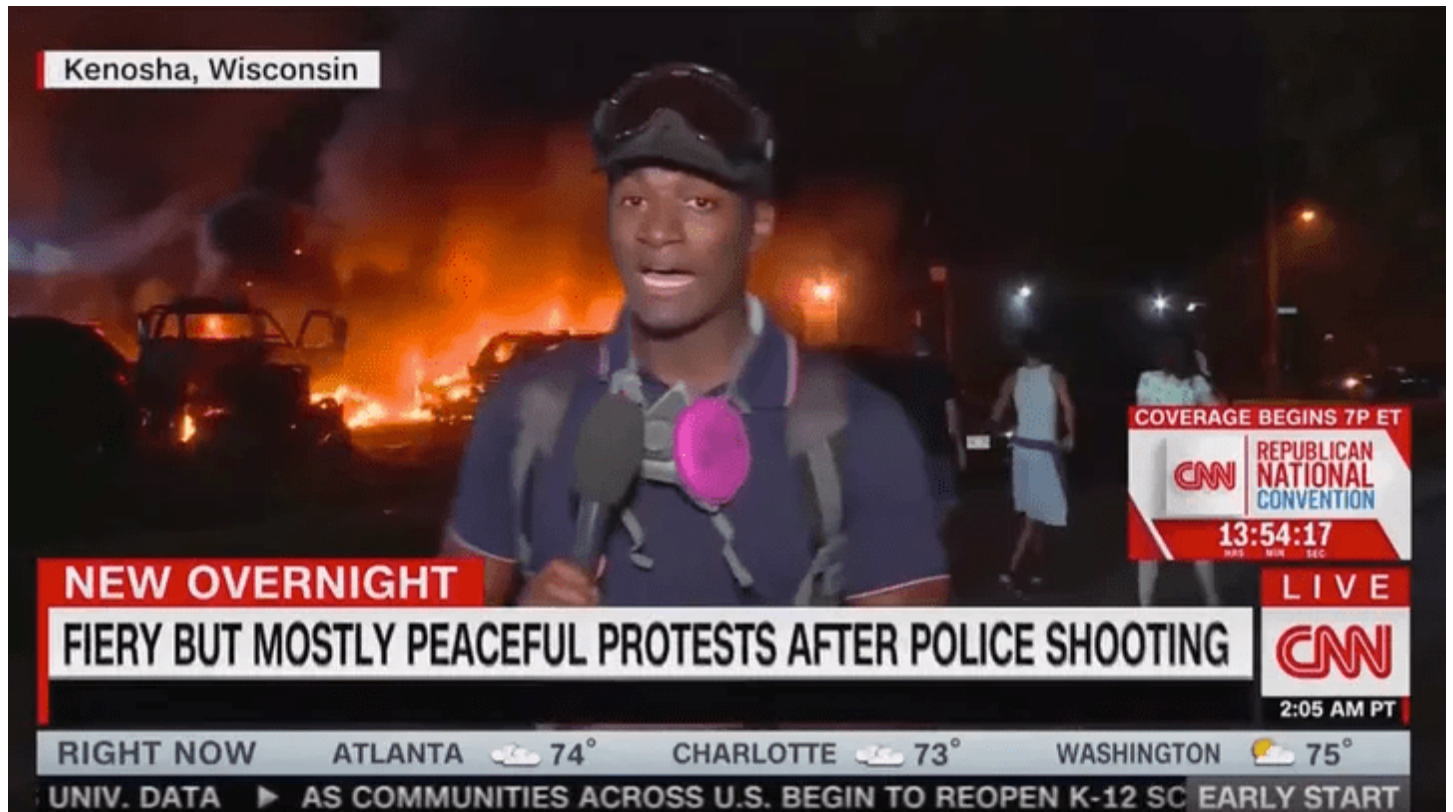 Kenosha, Wisconsin
COVERAGE BEGINS 7P ET
CNN
REPUBLICAN
NATIONAL
CONVENTION
13:54:17
HRS MIN SEC
NEW OVERNIGHT
LIVE
FIERY BUT MOSTLY PEACEFUL PROTESTS AFTER POLICE SHOOTING
CNN
2:05 AM PT
RIGHT NOW ATLANTA 74° CHARLOTTE 73° WASHINGTON 75°
UNIV. DATA ▶ AS COMMUNITIES ACROSS U.S. BEGIN TO REOPEN K-12 SC EARLY START